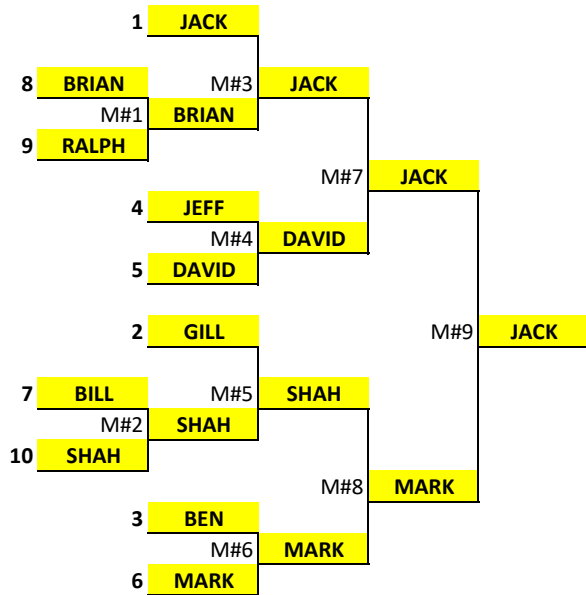 1 JACK
8 BRIAN M#3 JACK
M#1 BRIAN
9 RALPH
M#7 JACK
4 JEFF
M#4 DAVID
5 DAVID
2 GILL M#9 JACK
7 BILL M#5 SHAH
M#2 SHAH
10 SHAH
M#8 MARK
3 BEN
M#6 MARK
6 MARK